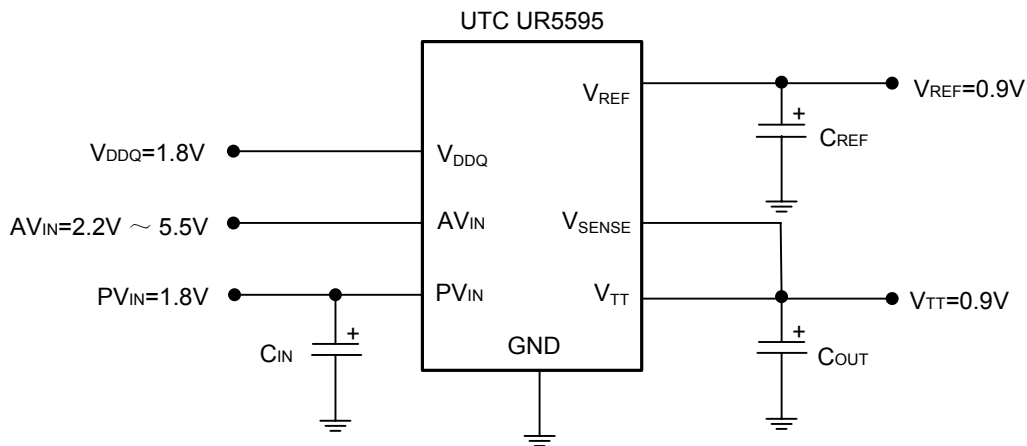 UTC UR5595
VREF
VREF=0.9V
+
CREF
VDDQ=1.8V
VDDQ
AVIN=2.2V ~ 5.5V
AVIN
VSENSE
PVIN=1.8V
PVIN
VTT
VTT=0.9V
+
CIN
GND
+
COUT